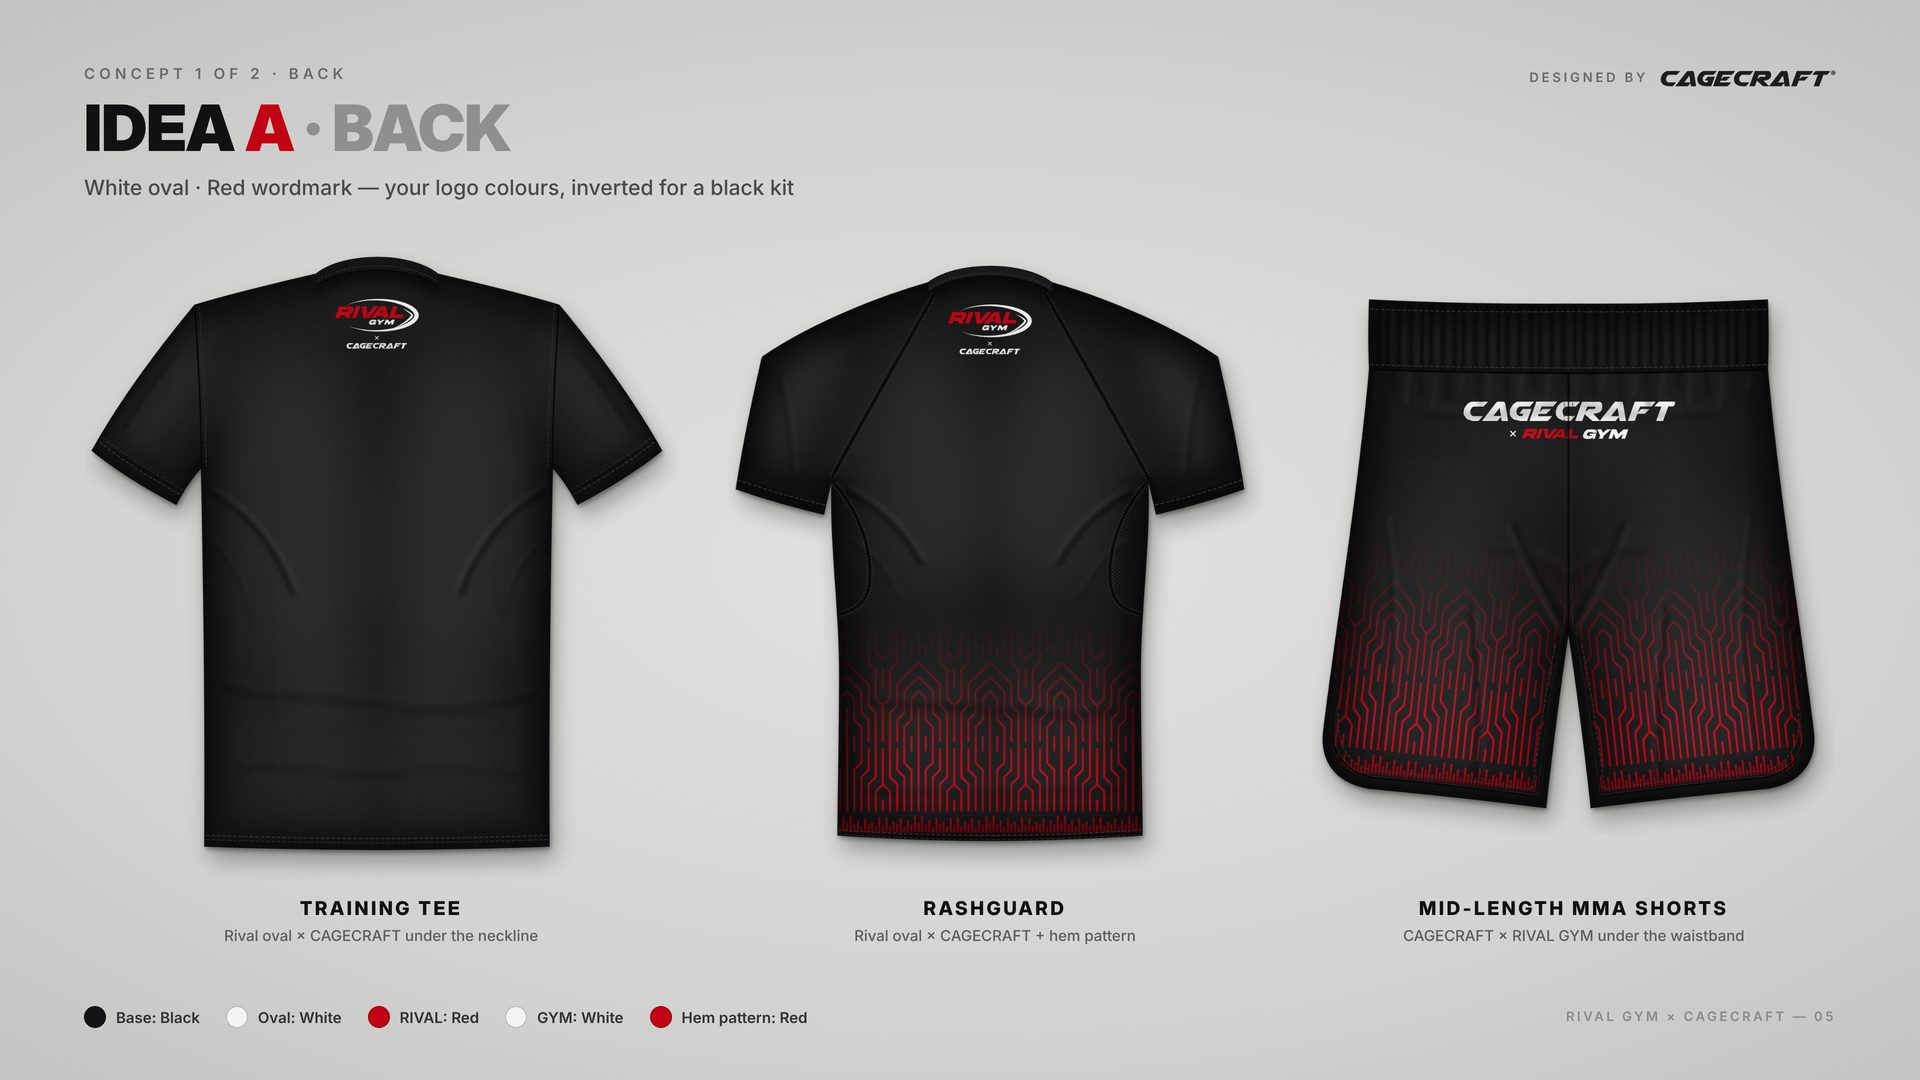 CONCEPT 1 OF 2 · BACK
DESIGNED BY CAGECRAFT®
IDEA A · BACK
White oval · Red wordmark — your logo colours, inverted for a black kit
RIVAL
GYM
×
CAGECRAFT
RIVAL
GYM
×
CAGECRAFT
CAGECRAFT
× RIVAL GYM
TRAINING TEE
Rival oval × CAGECRAFT under the neckline
RASHGUARD
Rival oval × CAGECRAFT + hem pattern
MID-LENGTH MMA SHORTS
CAGECRAFT × RIVAL GYM under the waistband
Base: Black
Oval: White
RIVAL: Red
GYM: White
Hem pattern: Red
RIVAL GYM × CAGECRAFT — 05